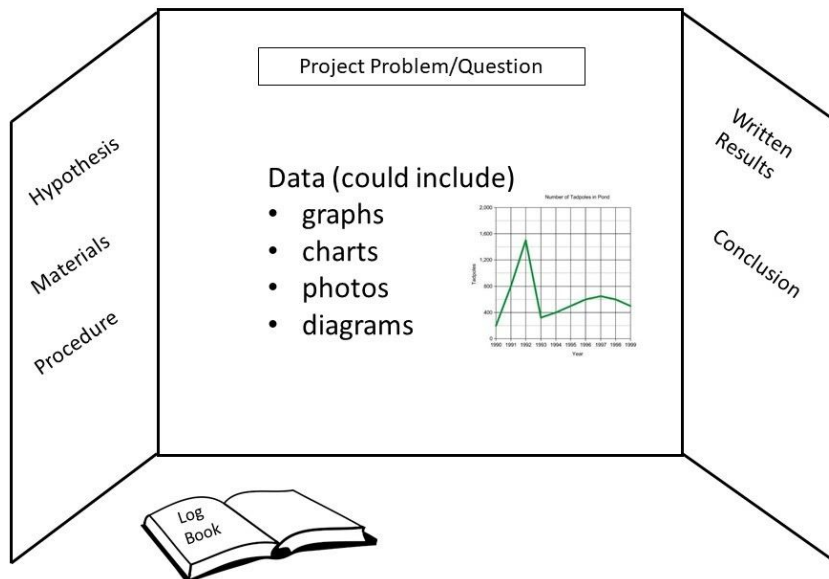 Project Problem/Question
Hypothesis
Materials
Procedure
Data (could include)
• graphs
• charts
• photos
• diagrams
Number of Tadpoles in Pond
2,000
1,600
1,200
800
400
0
Tadpoles
1990 1991 1992 1993 1994 1995 1996 1997 1998 1999
Year
Written
Results
Conclusion
Log
Book